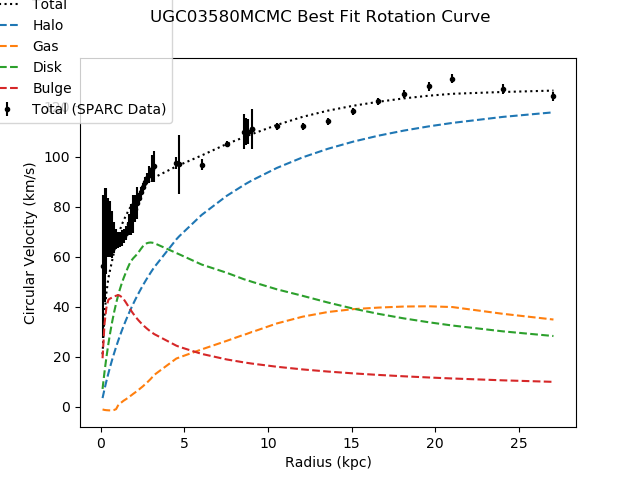 UGC03580MCMC Best Fit Rotation Curve
Total
Halo
Gas
Disk
Bulge
Total (SPARC Data)
120
100
80
60
40
20
0
Circular Velocity (km/s)
0 5 10 15 20 25
Radius (kpc)